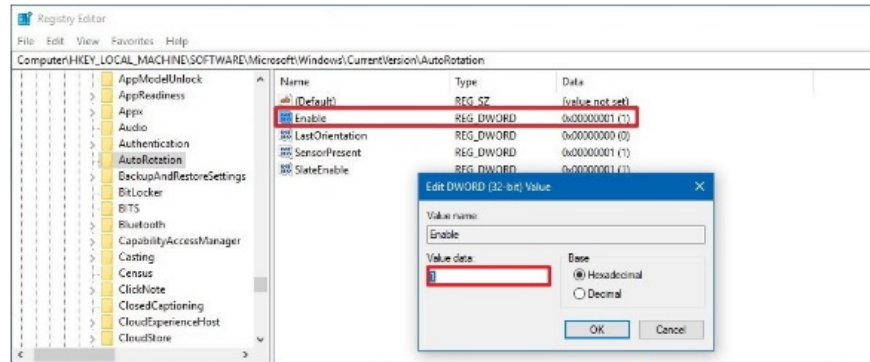 Registry Editor
File Edit View Favorites Help
Computer\HKEY_LOCAL_MACHINE\SOFTWARE\Microsoft\Windows\CurrentVersion\AutoRotation
AppModelUnlock
AppReadiness
Appx
Audio
Authentication
AutoRotation
BackupAndRestoreSettings
BitLocker
BITS
Bluetooth
CapabilityAccessManager
Casting
Census
ClickNote
ClosedCaptioning
CloudExperienceHost
CloudStore
Name Type Data
(Default) REG_SZ (value not set)
Enable REG_DWORD 0x00000001 (1)
LastOrientation REG_DWORD 0x00000000 (0)
SensorPresent REG_DWORD 0x00000001 (1)
SlateEnable REG_DWORD 0x00000001 (1)
Edit DWORD (32-bit) Value
Value name:
Enable
Value data:
1
Base
Hexadecimal
Decimal
OK Cancel